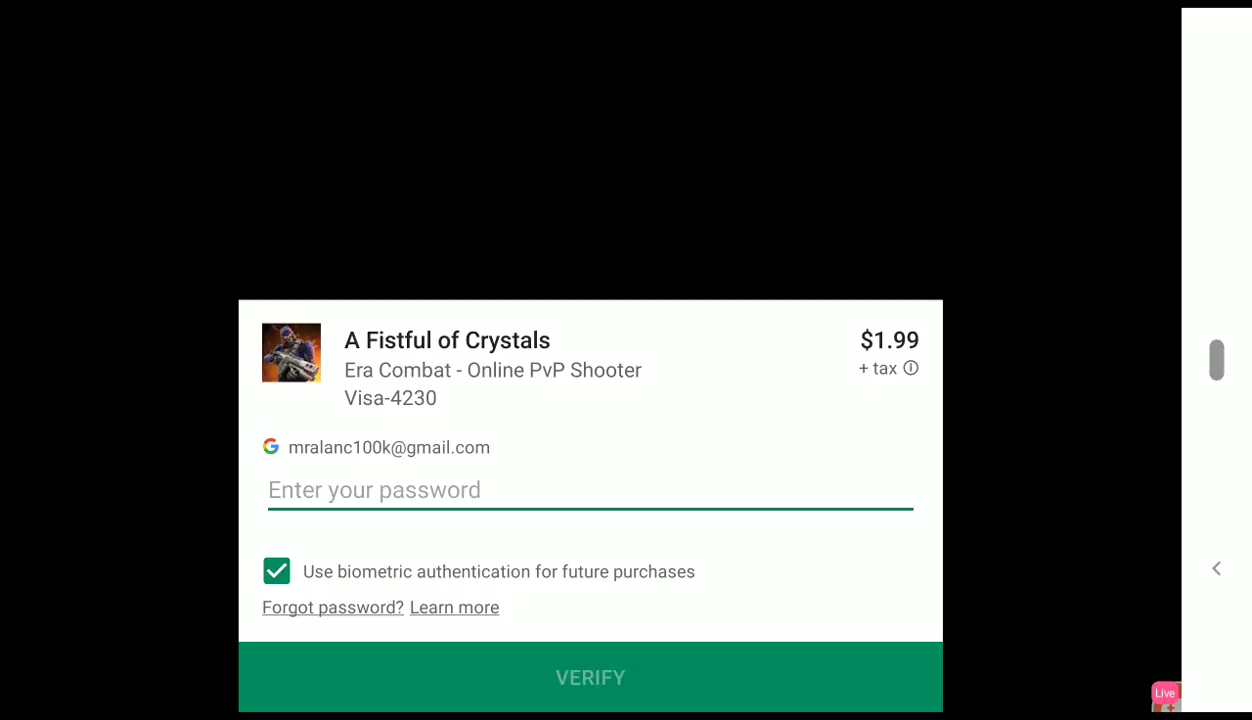 A Fistful of Crystals
$1.99
Era Combat - Online PvP Shooter
+ tax
Visa-4230
mralanc100k@gmail.com
Enter your password
Use biometric authentication for future purchases
Forgot password? Learn more
VERIFY
Live